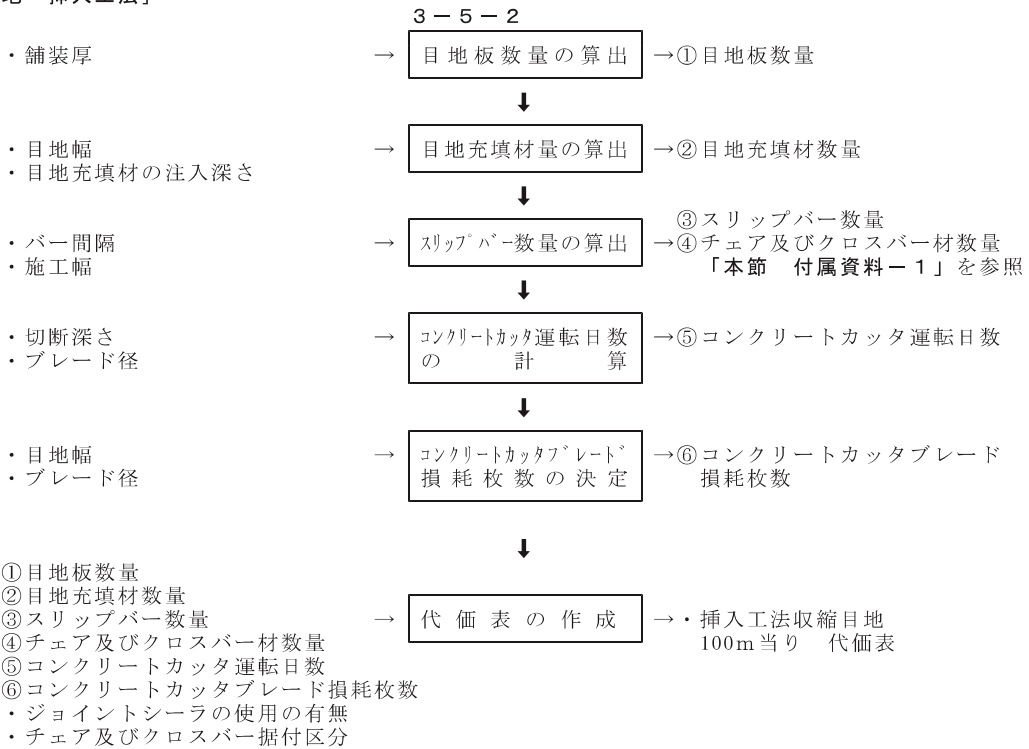 地 挿入工法」
３－５－２
・舗装厚 → 目地板数量の算出 →①目地板数量
⬇
・目地幅 → 目地充填材量の算出 →②目地充填材数量
・目地充填材の注入深さ
⬇
③スリップバー数量
・バー間隔 → ｽﾘｯﾌﾟﾊﾞｰ数量の算出 →④チェア及びクロスバー材数量
・施工幅 「本節　付属資料－１」を参照
⬇
・切断深さ → ｺﾝｸﾘｰﾄｶｯﾀ運転日数 →⑤コンクリートカッタ運転日数
・ブレード径 の計算
⬇
・目地幅 → ｺﾝｸﾘｰﾄｶｯﾀﾌﾞﾚｰﾄﾞ →⑥コンクリートカッタブレード
・ブレード径 損耗枚数の決定 損耗枚数
⬇
①目地板数量
②目地充填材数量
③スリップバー数量 → 代価表の作成 →・挿入工法収縮目地
④チェア及びクロスバー材数量 100ｍ当り　代価表
⑤コンクリートカッタ運転日数
⑥コンクリートカッタブレード損耗枚数
・ジョイントシーラの使用の有無
・チェア及びクロスバー据付区分